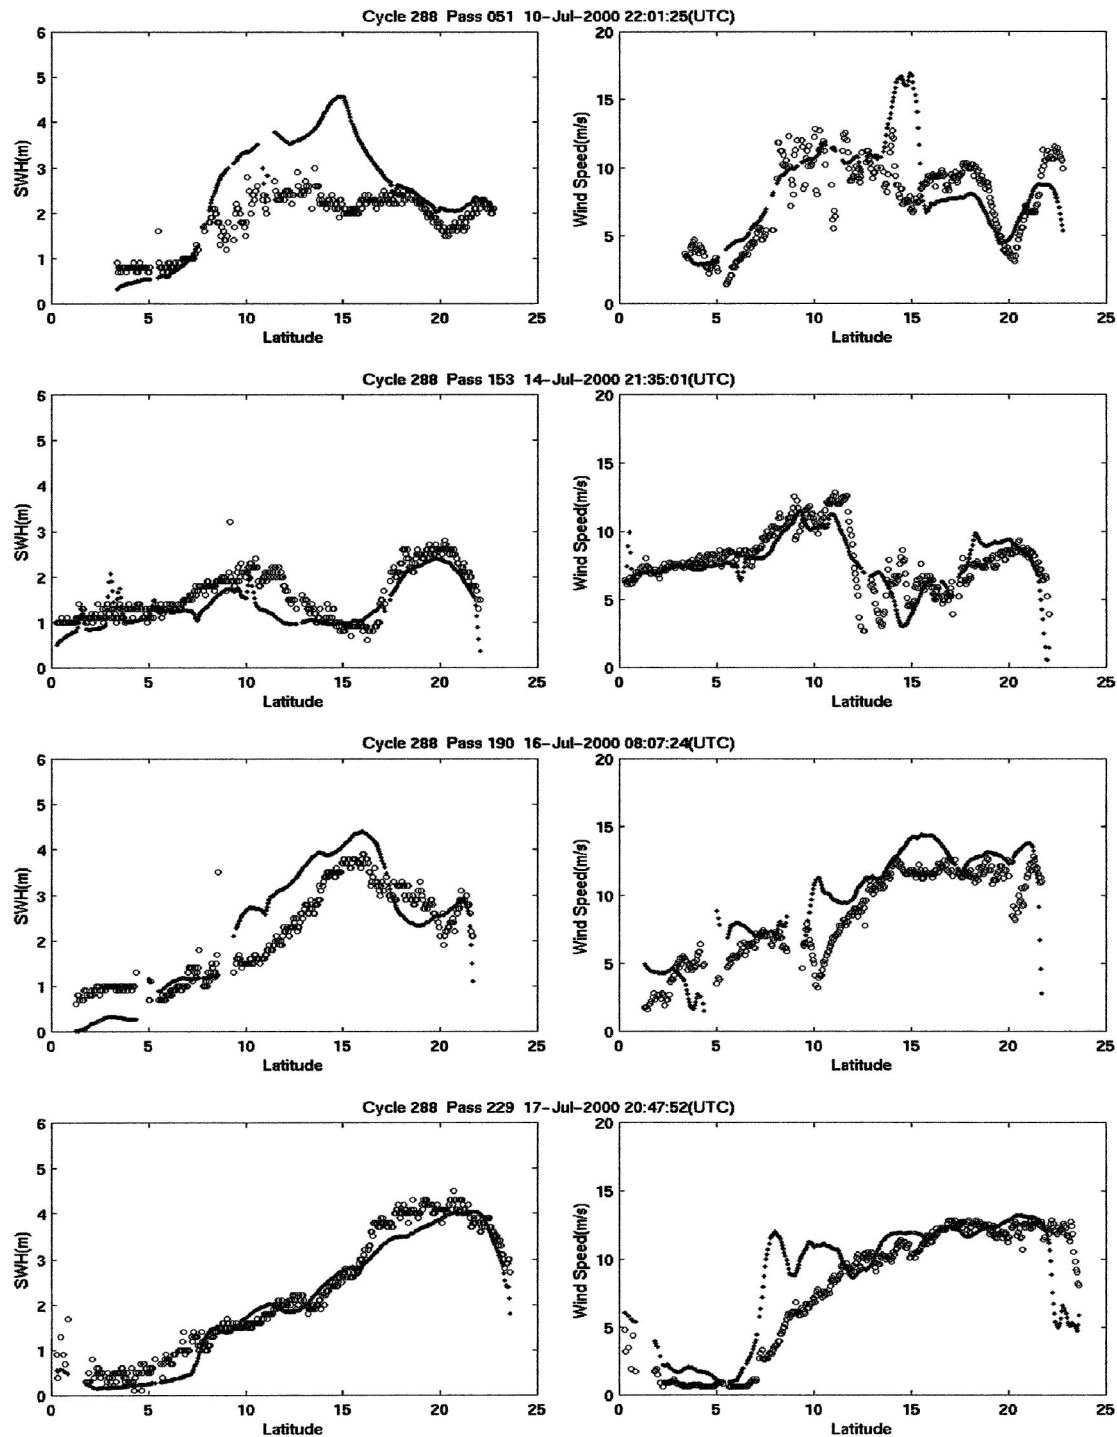 Cycle 288 Pass 051 10-Jul-2000 22:01:25(UTC)
SWH(m)
6
5
4
3
2
1
0
0 5 10 15 20 25
Latitude
Wind Speed(m/s)
20
15
10
5
0
0 5 10 15 20 25
Latitude
Cycle 288 Pass 153 14-Jul-2000 21:35:01(UTC)
SWH(m)
6
5
4
3
2
1
0
0 5 10 15 20 25
Latitude
Wind Speed(m/s)
20
15
10
5
0
0 5 10 15 20 25
Latitude
Cycle 288 Pass 190 16-Jul-2000 08:07:24(UTC)
SWH(m)
6
5
4
3
2
1
0
0 5 10 15 20 25
Latitude
Wind Speed(m/s)
20
15
10
5
0
0 5 10 15 20 25
Latitude
Cycle 288 Pass 229 17-Jul-2000 20:47:52(UTC)
SWH(m)
6
5
4
3
2
1
0
0 5 10 15 20 25
Latitude
Wind Speed(m/s)
20
15
10
5
0
0 5 10 15 20 25
Latitude